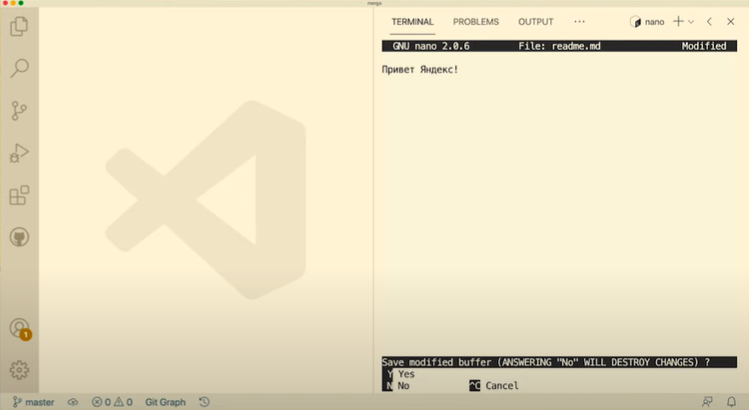 merge
TERMINAL PROBLEMS OUTPUT ··· nano
GNU nano 2.0.6 File: readme.md Modified
Привет Яндекс!
Save modified buffer (ANSWERING "No" WILL DESTROY CHANGES) ?
Y Yes
N No ^C Cancel
1
master 0 0 Git Graph